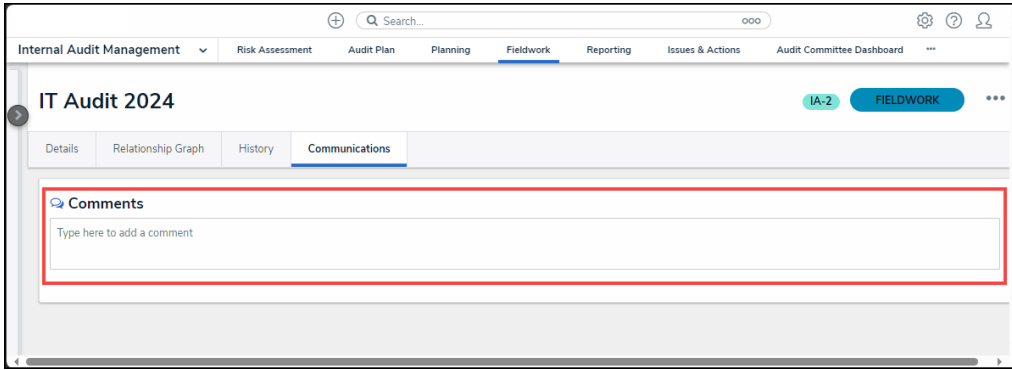 Search...
Internal Audit Management Risk Assessment Audit Plan Planning Fieldwork Reporting Issues & Actions Audit Committee Dashboard
IT Audit 2024 IA-2 FIELDWORK
Details Relationship Graph History Communications
Comments
Type here to add a comment